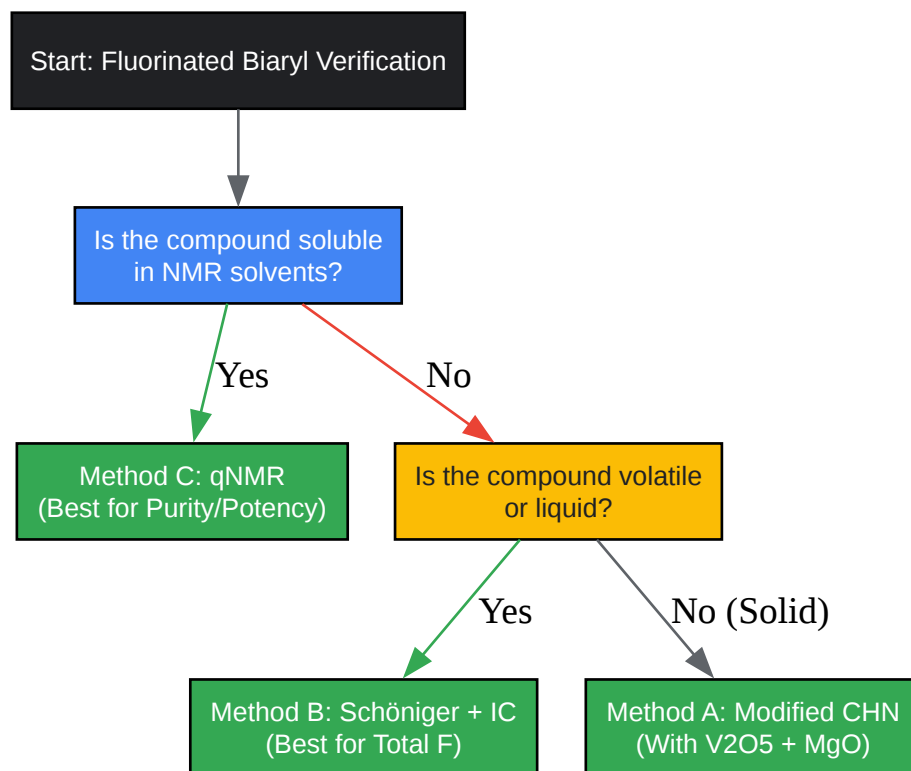 Start: Fluorinated Biaryl Verification
Is the compound soluble
in NMR solvents?
Yes
No
Method C: qNMR
(Best for Purity/Potency)
Is the compound volatile
or liquid?
Yes
No (Solid)
Method B: Schöniger + IC
(Best for Total F)
Method A: Modified CHN
(With V2O5 + MgO)